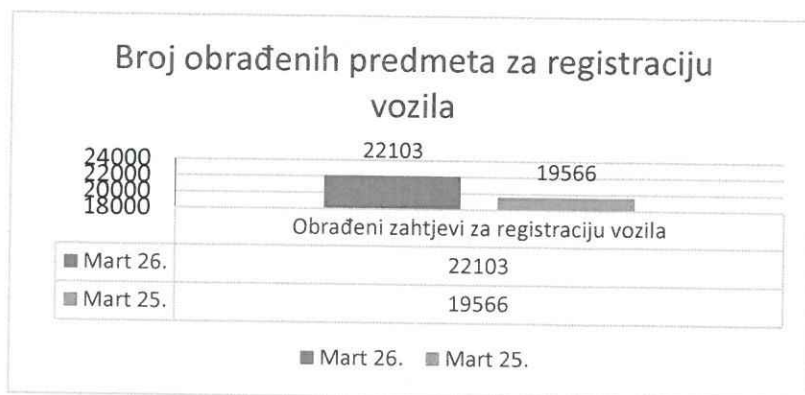 Broj obrađenih predmeta za registraciju
vozila
24000
22000
20000
18000
22103
19566
Obrađeni zahtjevi za registraciju vozila
Mart 26. 22103
Mart 25. 19566
Mart 26. Mart 25.